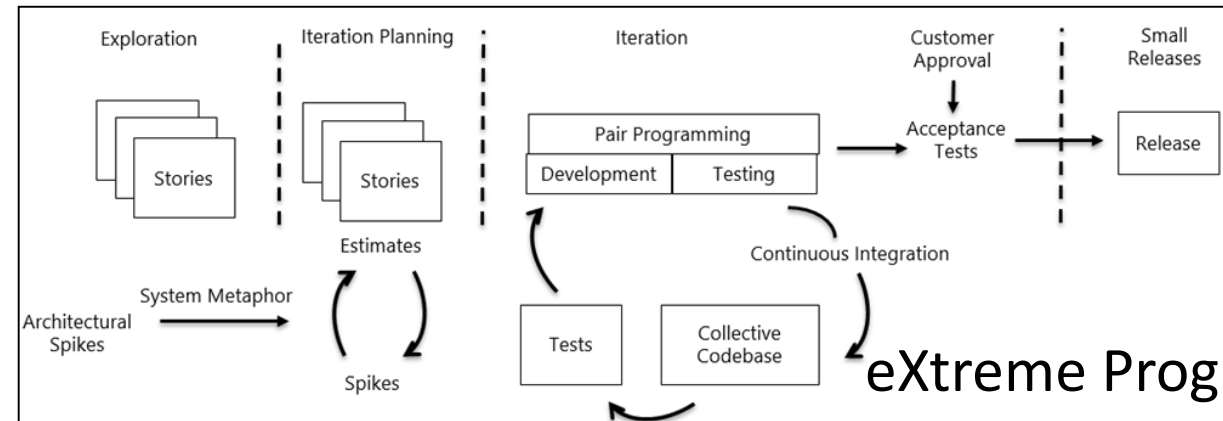 Exploration
Iteration Planning
Iteration
Customer
Approval
Small
Releases
Stories
Stories
Pair Programming
Development
Testing
Acceptance
Tests
Release
Estimates
Continuous Integration
System Metaphor
Architectural
Spikes
Spikes
Tests
Collective
Codebase
eXtreme Prog